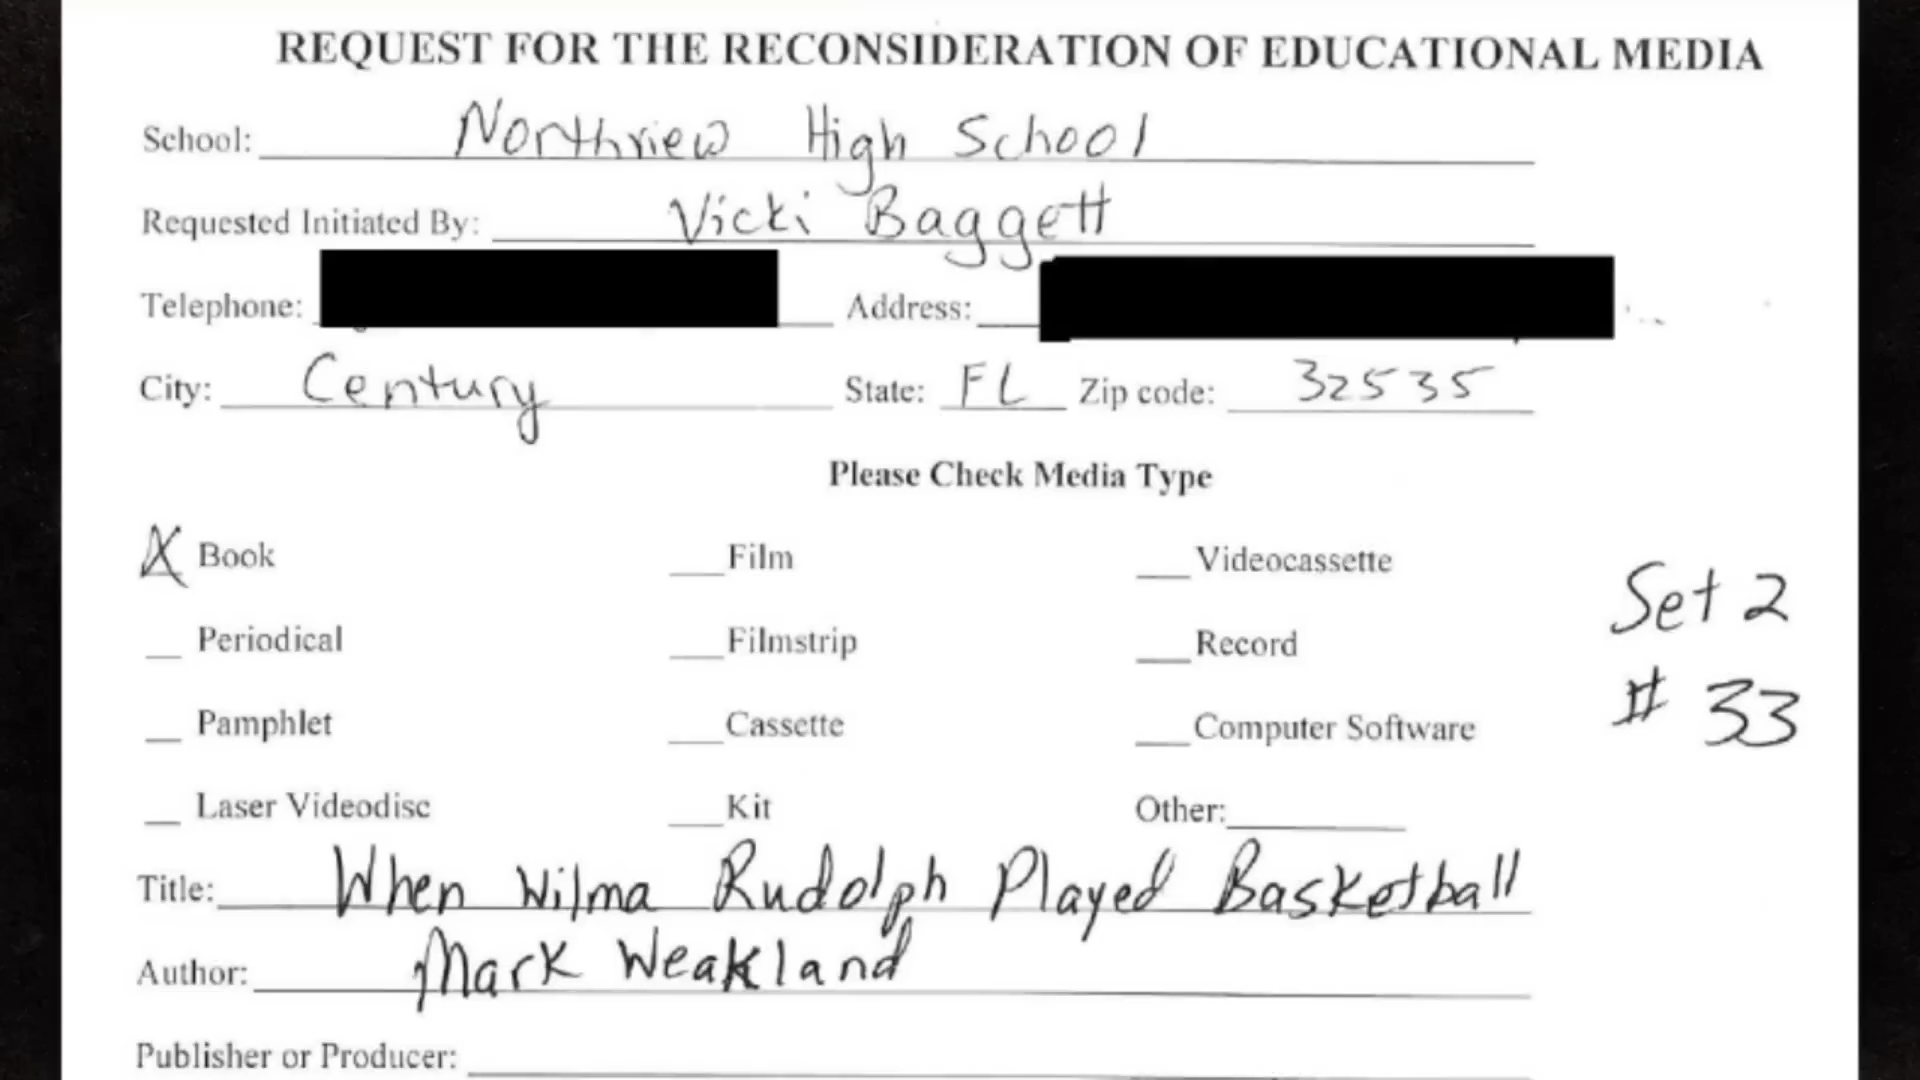 REQUEST FOR THE RECONSIDERATION OF EDUCATIONAL MEDIA
School: Northview High School
Requested Initiated By: Vicki Baggett
Telephone: Address:
City: Century State: FL Zip code: 32535
Please Check Media Type
X Book Film Videocassette
Periodical Filmstrip Record
Set 2
Pamphlet Cassette Computer Software
# 33
Laser Videodisc Kit Other:
Title: When Wilma Rudolph Played Basketball
Author: Mark Weakland
Publisher or Producer: